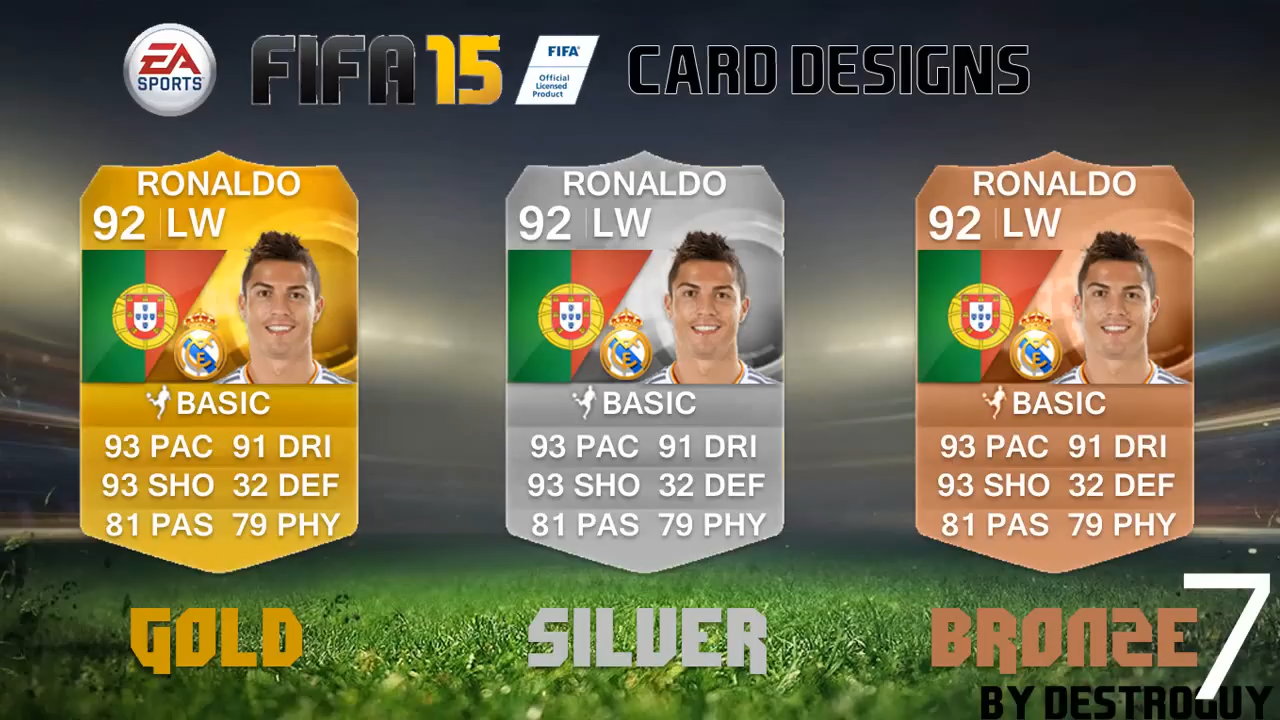 EA
SPORTS
FIFA 15
FIFA
Official
Licensed
Product
CARD DESIGNS
RONALDO
92 LW
BASIC
93 PAC 91 DRI
93 SHO 32 DEF
81 PAS 79 PHY
GOLD
RONALDO
92 LW
BASIC
93 PAC 91 DRI
93 SHO 32 DEF
81 PAS 79 PHY
SILVER
RONALDO
92 LW
BASIC
93 PAC 91 DRI
93 SHO 32 DEF
81 PAS 79 PHY
BRONZE
7
BY DESTROGUY